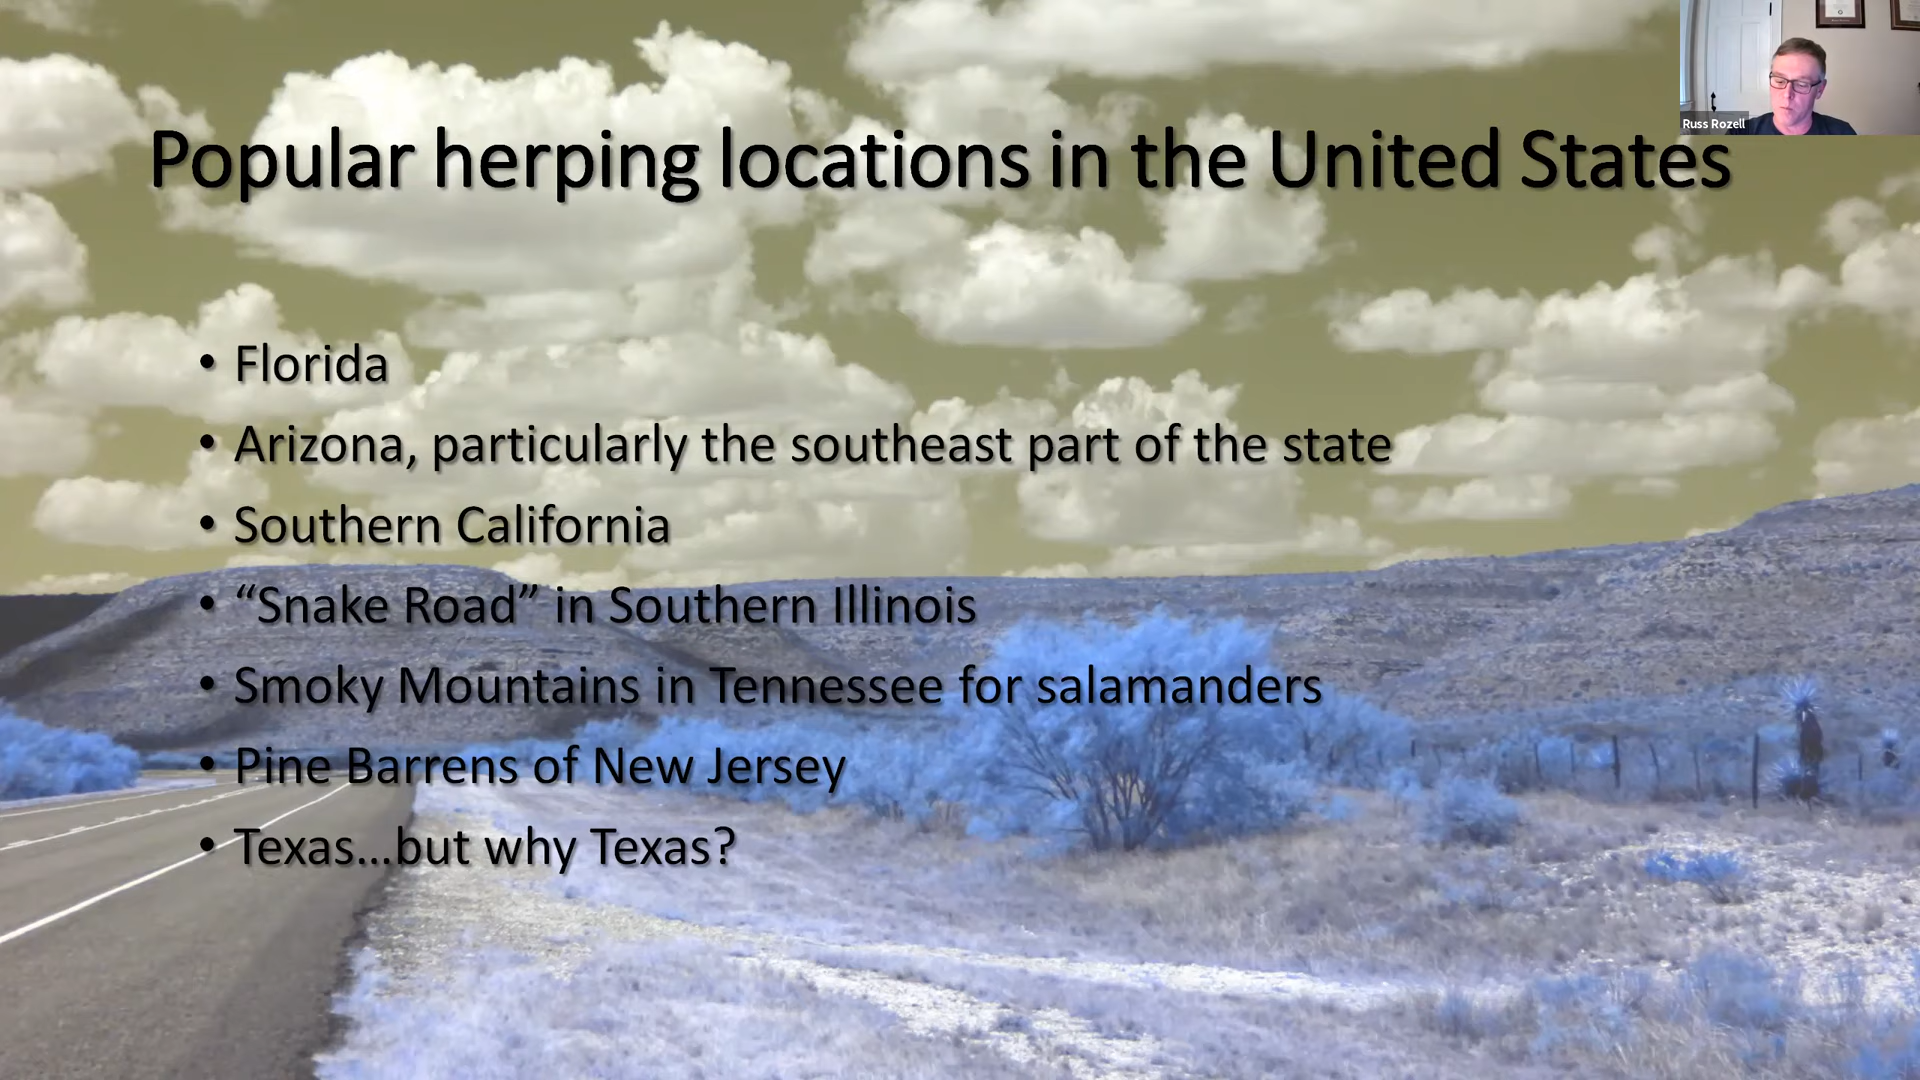 Russ Rozell
Popular herping locations in the United States
• Florida
• Arizona, particularly the southeast part of the state
• Southern California
• “Snake Road” in Southern Illinois
• Smoky Mountains in Tennessee for salamanders
• Pine Barrens of New Jersey
• Texas…but why Texas?